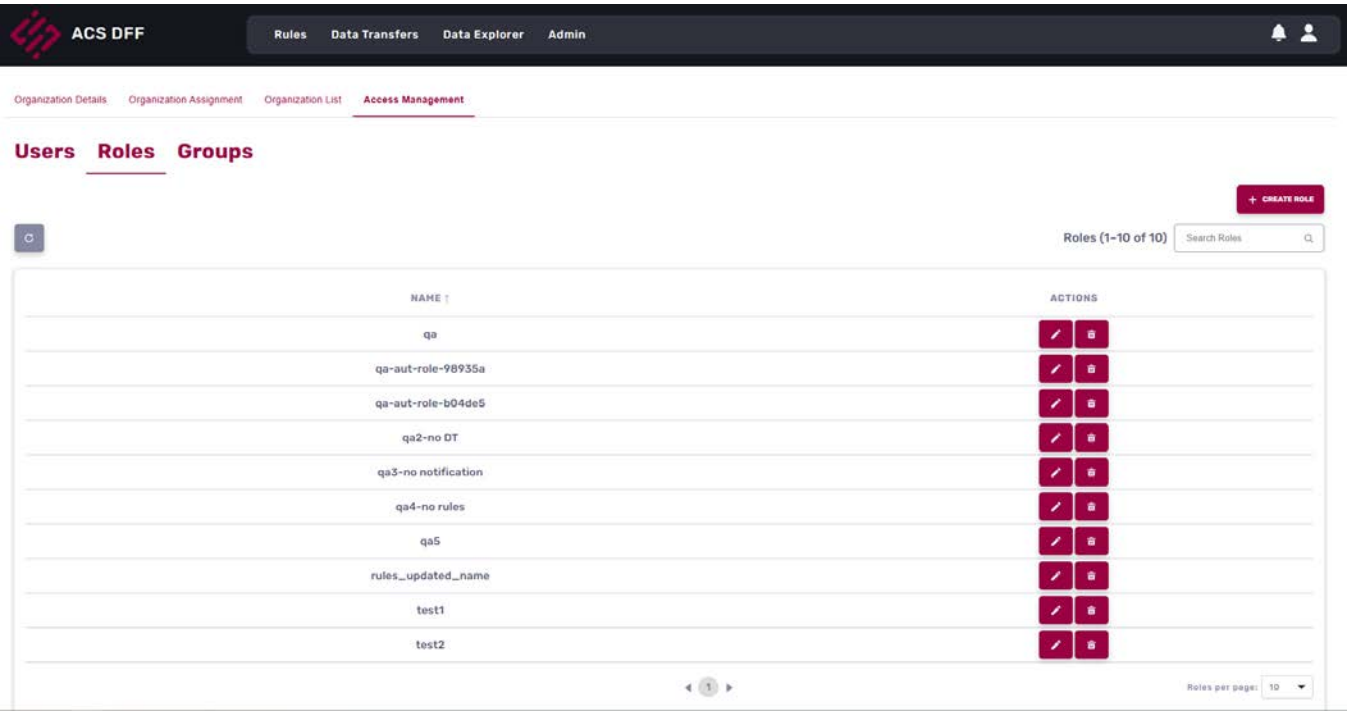 ACS DFF Rules Data Transfers Data Explorer Admin
Organization Details Organization Assignment Organization List Access Management
Users Roles Groups
+ CREATE ROLE
Roles (1-10 of 10) Search Roles
NAME ↑ ACTIONS
qa
qa-aut-role-98935a
qa-aut-role-b04de5
qa2-no DT
qa3-no notification
qa4-no rules
qa5
rules_updated_name
test1
test2
1 Roles per page: 10